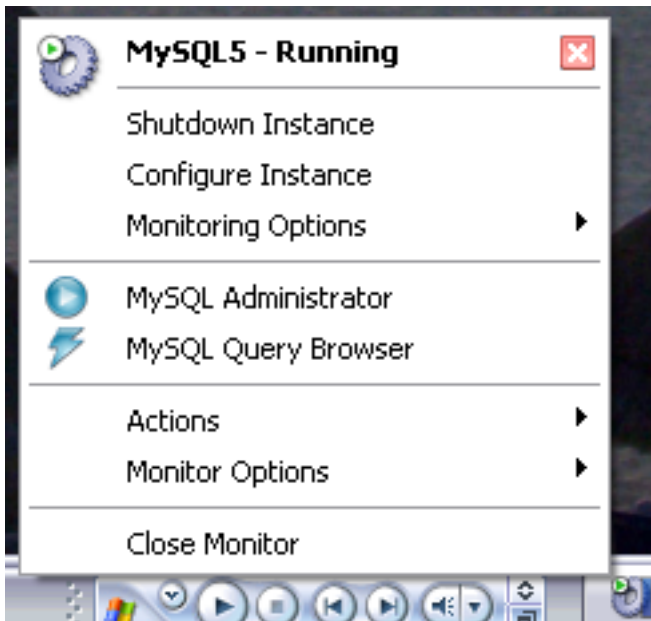 MySQL5 - Running
Shutdown Instance
Configure Instance
Monitoring Options
MySQL Administrator
MySQL Query Browser
Actions
Monitor Options
Close Monitor